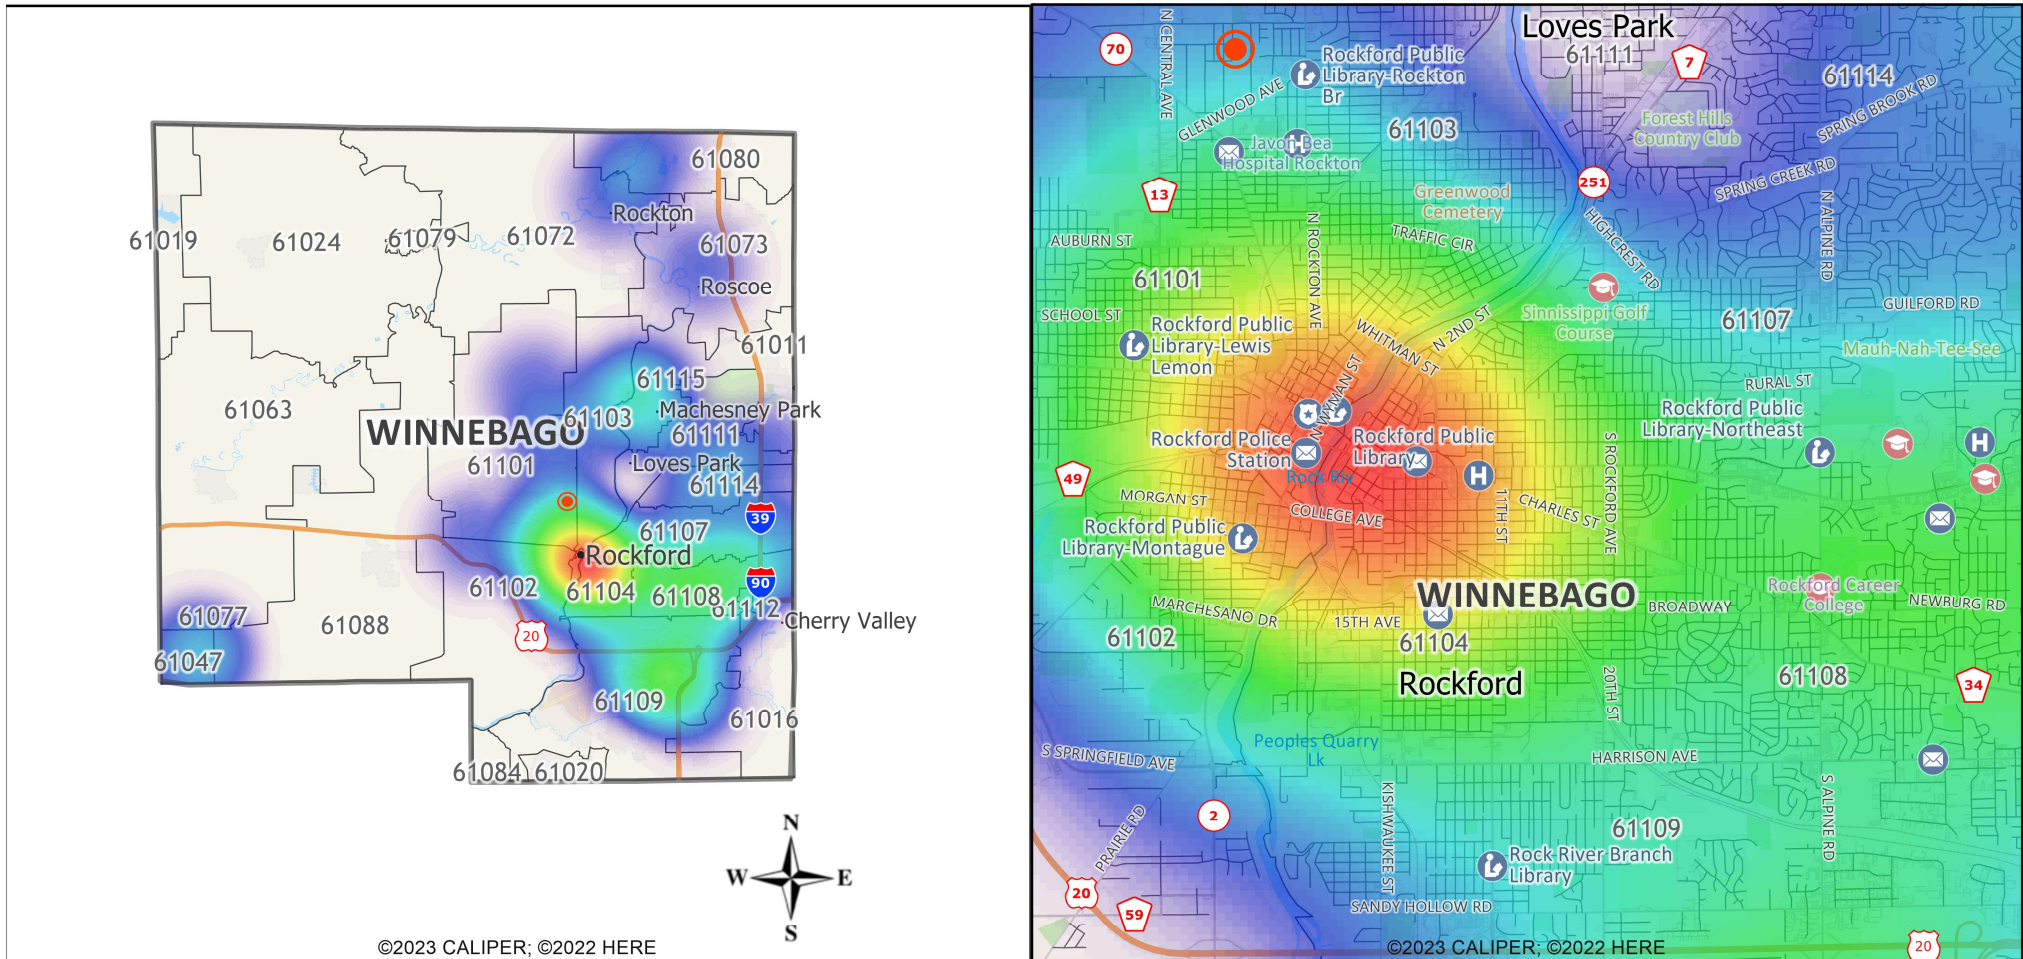 61080
Rockton
61019
61024
61079
61072
61073
Roscoe
61011
61115
61063
61103
Machesney Park
WINNEBAGO
61111
61101
Loves Park
61114
39
61107
Rockford
90
61102
61104
61108
61112
61077
61088
Cherry Valley
20
61047
61109
61016
61084
61020
N
W
E
S
©2023 CALIPER; ©2022 HERE
Loves Park
61111
70
N CENTRAL AVE
7
Rockford Public
Library-Rockton
Br
61114
GLENWOOD AVE
SPRING BROOK RD
61103
Forest Hills
Country Club
Javon Bea
Hospital Rockton
H
13
251
SPRING CREEK RD
Greenwood
Cemetery
N ROCKTON AVE
TRAFFIC CIR
HIGHCREST RD
N ALPINE RD
AUBURN ST
61101
SCHOOL ST
GUILFORD RD
Sinnissippi Golf
Course
61107
Rockford Public
Library-Lewis
Lemon
WHITMAN ST
N 2ND ST
Mauh-Nah-Tee-See
N WYMAN ST
RURAL ST
Rockford Public
Library-Northeast
H
Rockford Police
Station
Rockford Public
Library
Rock Riv
H
49
S ROCKFORD AVE
MORGAN ST
COLLEGE AVE
11TH ST
CHARLES ST
Rockford Public
Library-Montague
WINNEBAGO
Rockford Career
College
MARCHESANO DR
15TH AVE
BROADWAY
NEWBURG RD
61102
61104
Rockford
20TH ST
61108
34
Peoples Quarry
Lk
S SPRINGFIELD AVE
HARRISON AVE
KISHWAUKEE ST
S ALPINE RD
2
PRAIRIE RD
61109
Rock River Branch
Library
20
59
SANDY HOLLOW RD
©2023 CALIPER; ©2022 HERE
20